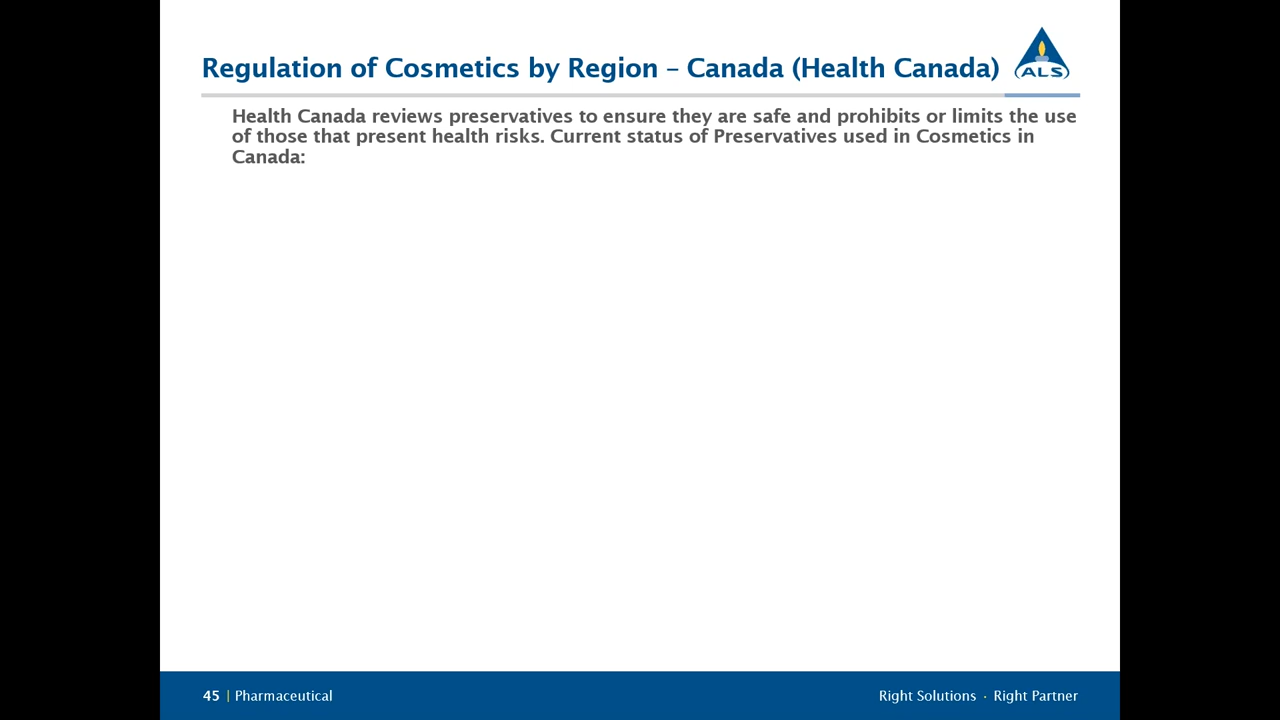 Regulation of Cosmetics by Region – Canada (Health Canada)
ALS
Health Canada reviews preservatives to ensure they are safe and prohibits or limits the use
of those that present health risks. Current status of Preservatives used in Cosmetics in
Canada:
45 | Pharmaceutical
Right Solutions · Right Partner